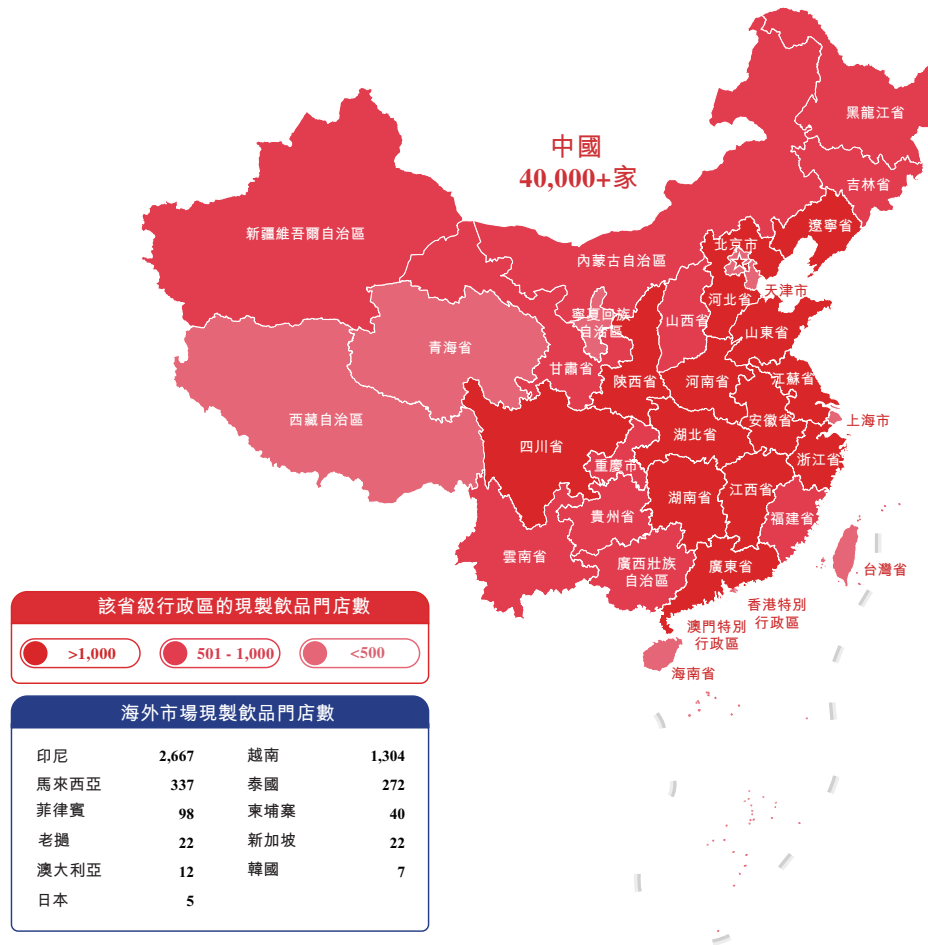 中國
40,000+家
黑龍江省
吉林省
遼寧省
新疆維吾爾自治區
內蒙古自治區
北京市
天津市
河北省
寧夏回族
自治區
山西省
山東省
青海省
甘肅省
陝西省
河南省
江蘇省
西藏自治區
安徽省
上海市
四川省
湖北省
浙江省
重慶市
湖南省
江西省
貴州省
福建省
雲南省
廣西壯族
自治區
廣東省
台灣省
香港特別
行政區
澳門特別
行政區
海南省
該省級行政區的現製飲品門店數
>1,000
501 - 1,000
<500
海外市場現製飲品門店數
印尼 2,667 越南 1,304
馬來西亞 337 泰國 272
菲律賓 98 柬埔寨 40
老撾 22 新加坡 22
澳大利亞 12 韓國 7
日本 5